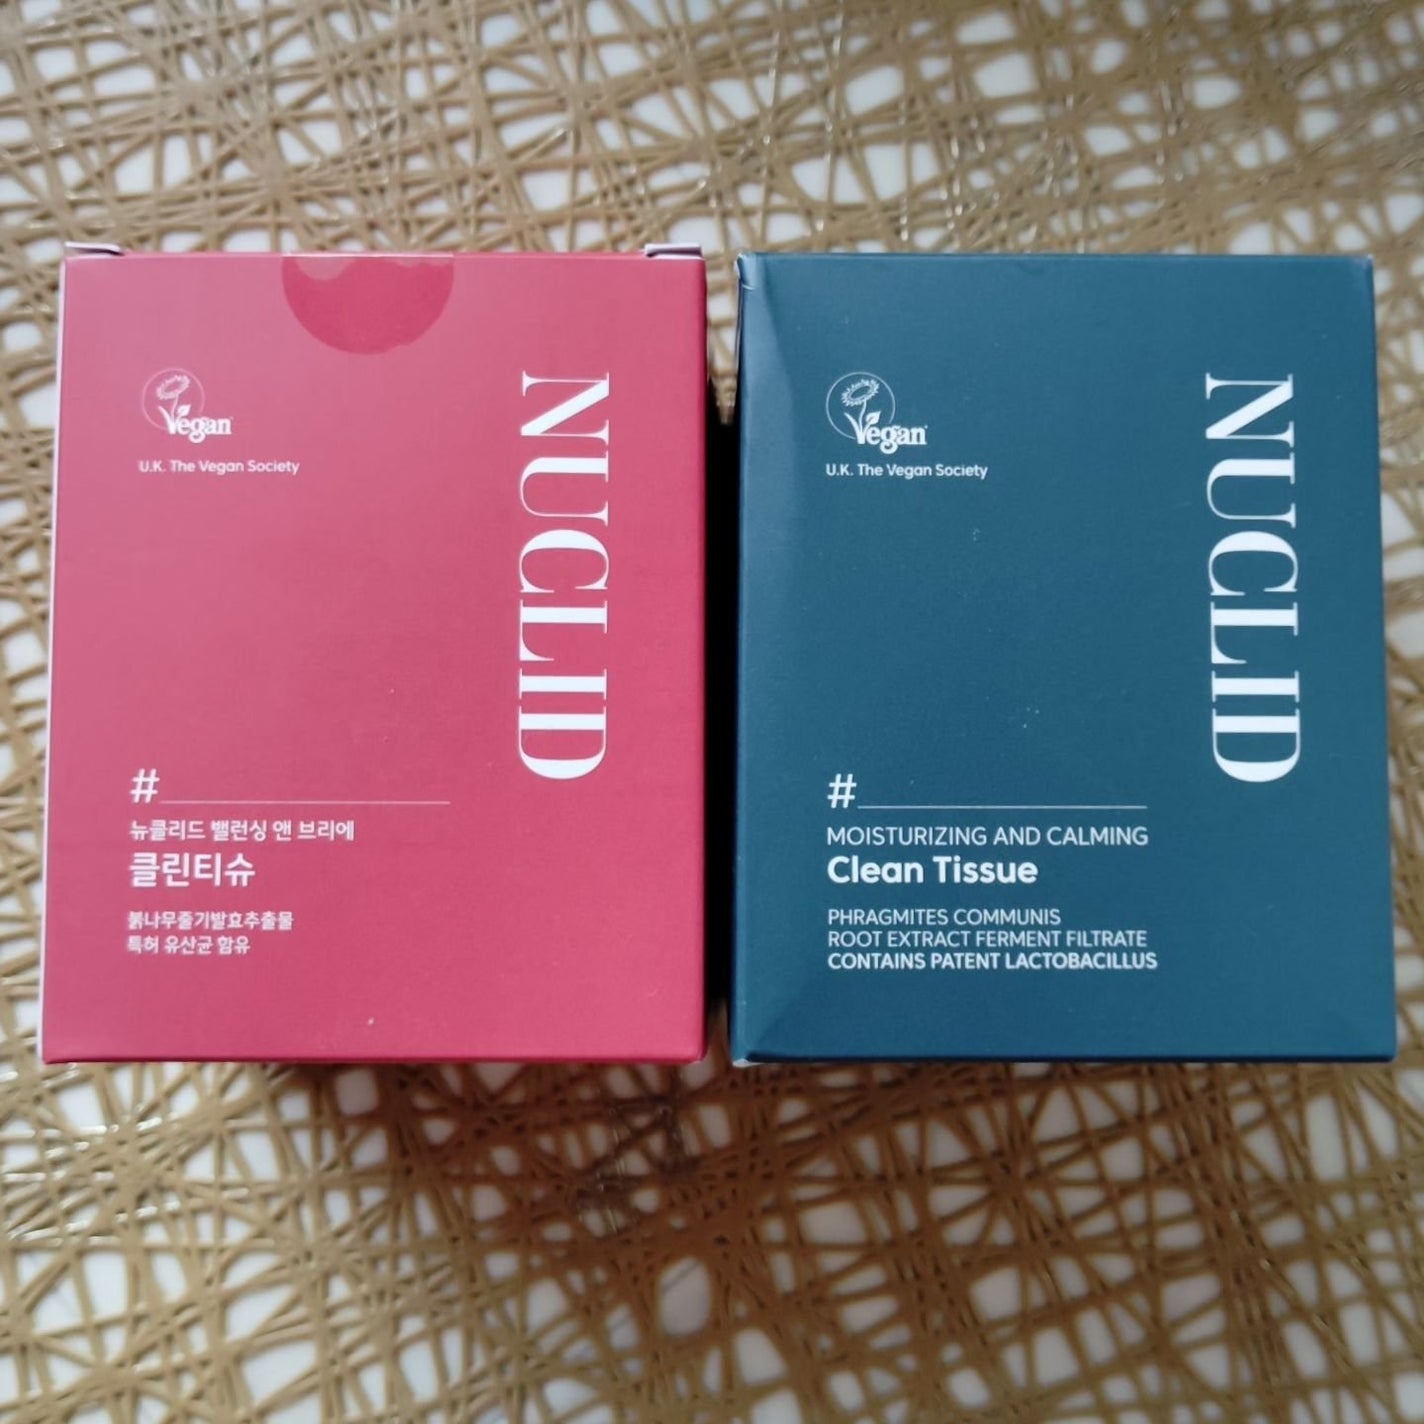 Vegan
U.K. The Vegan Society
NUCLID
#
뉴클리드 밸런싱 앤 브리에
클린티슈
붉나무줄기발효추출물
특허 유산균 함유
Vegan
U.K. The Vegan Society
NUCLID
#
MOISTURIZING AND CALMING
Clean Tissue
PHRAGMITES COMMUNIS
ROOT EXTRACT FERMENT FILTRATE
CONTAINS PATENT LACTOBACILLUS